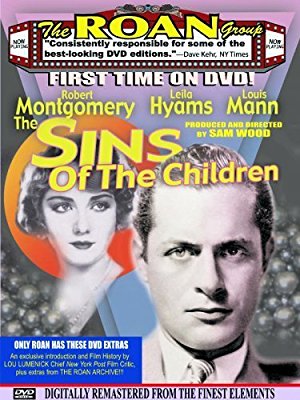 The ROAN Group
NOW PLAYING
NOW PLAYING
"Consistently responsible for some of the
best-looking DVD editions."—Dave Kehr, NY Times
FIRST TIME ON DVD!
Robert Montgomery
Leila Hyams
Louis Mann
PRODUCED AND DIRECTED
BY SAM WOOD
The SINS
Of The Children
ONLY ROAN HAS THESE DVD EXTRAS
An exclusive introduction and Film History by
LOU LUMENICK Chief New York Post Film Critic,
plus extras from THE ROAN ARCHIVE!!!
DVD
DIGITALLY REMASTERED FROM THE FINEST ELEMENTS